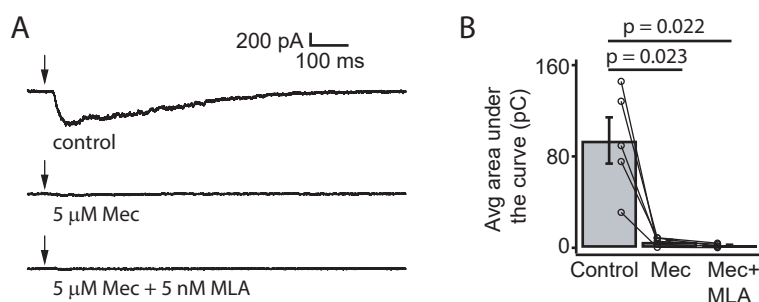 A
200 pA
100 ms
control
5 μM Mec
5 μM Mec + 5 nM MLA
B
p = 0.022
p = 0.023
Avg area under
the curve (pC)
160
80
0
Control Mec Mec+
MLA